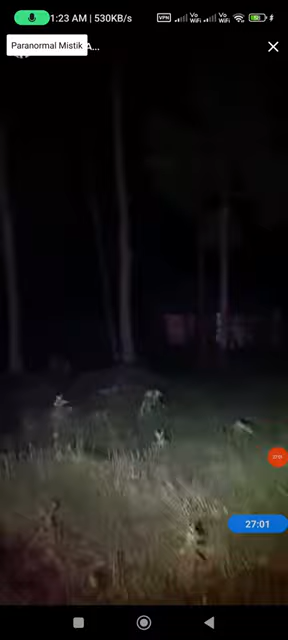 1:23 AM | 530KB/s
VPN
Vo
WiFi
Vo
WiFi
Paranormal Mistik
A...
27:01